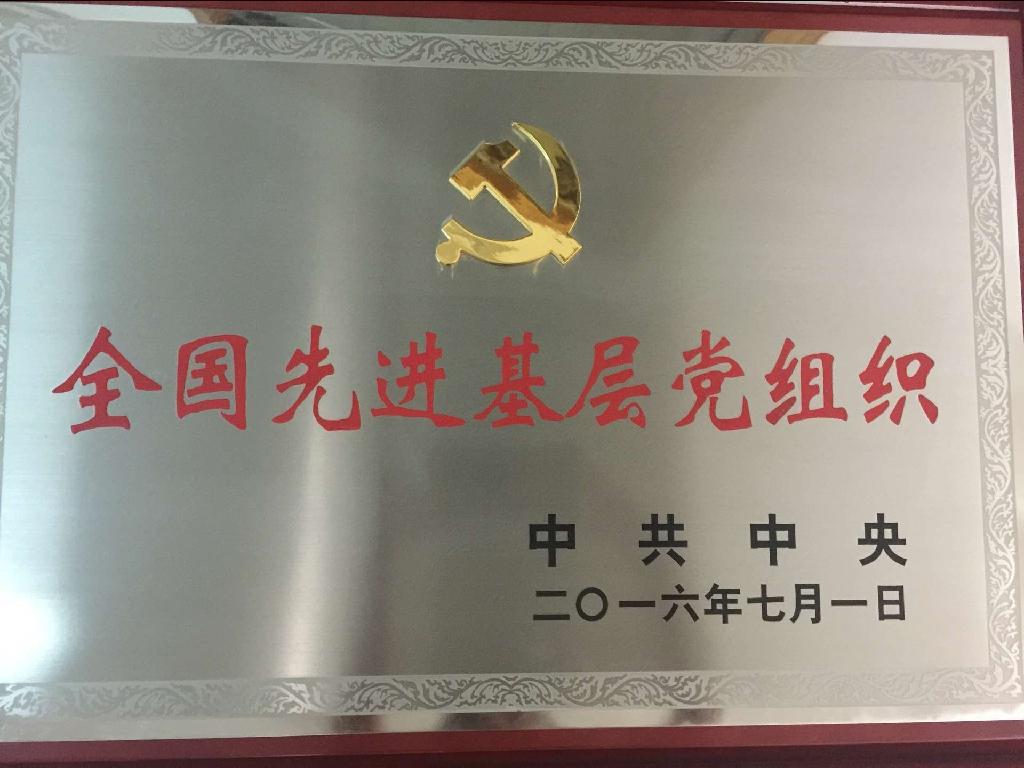 全国先进基层党组织
中共中央
二〇一六年七月一日